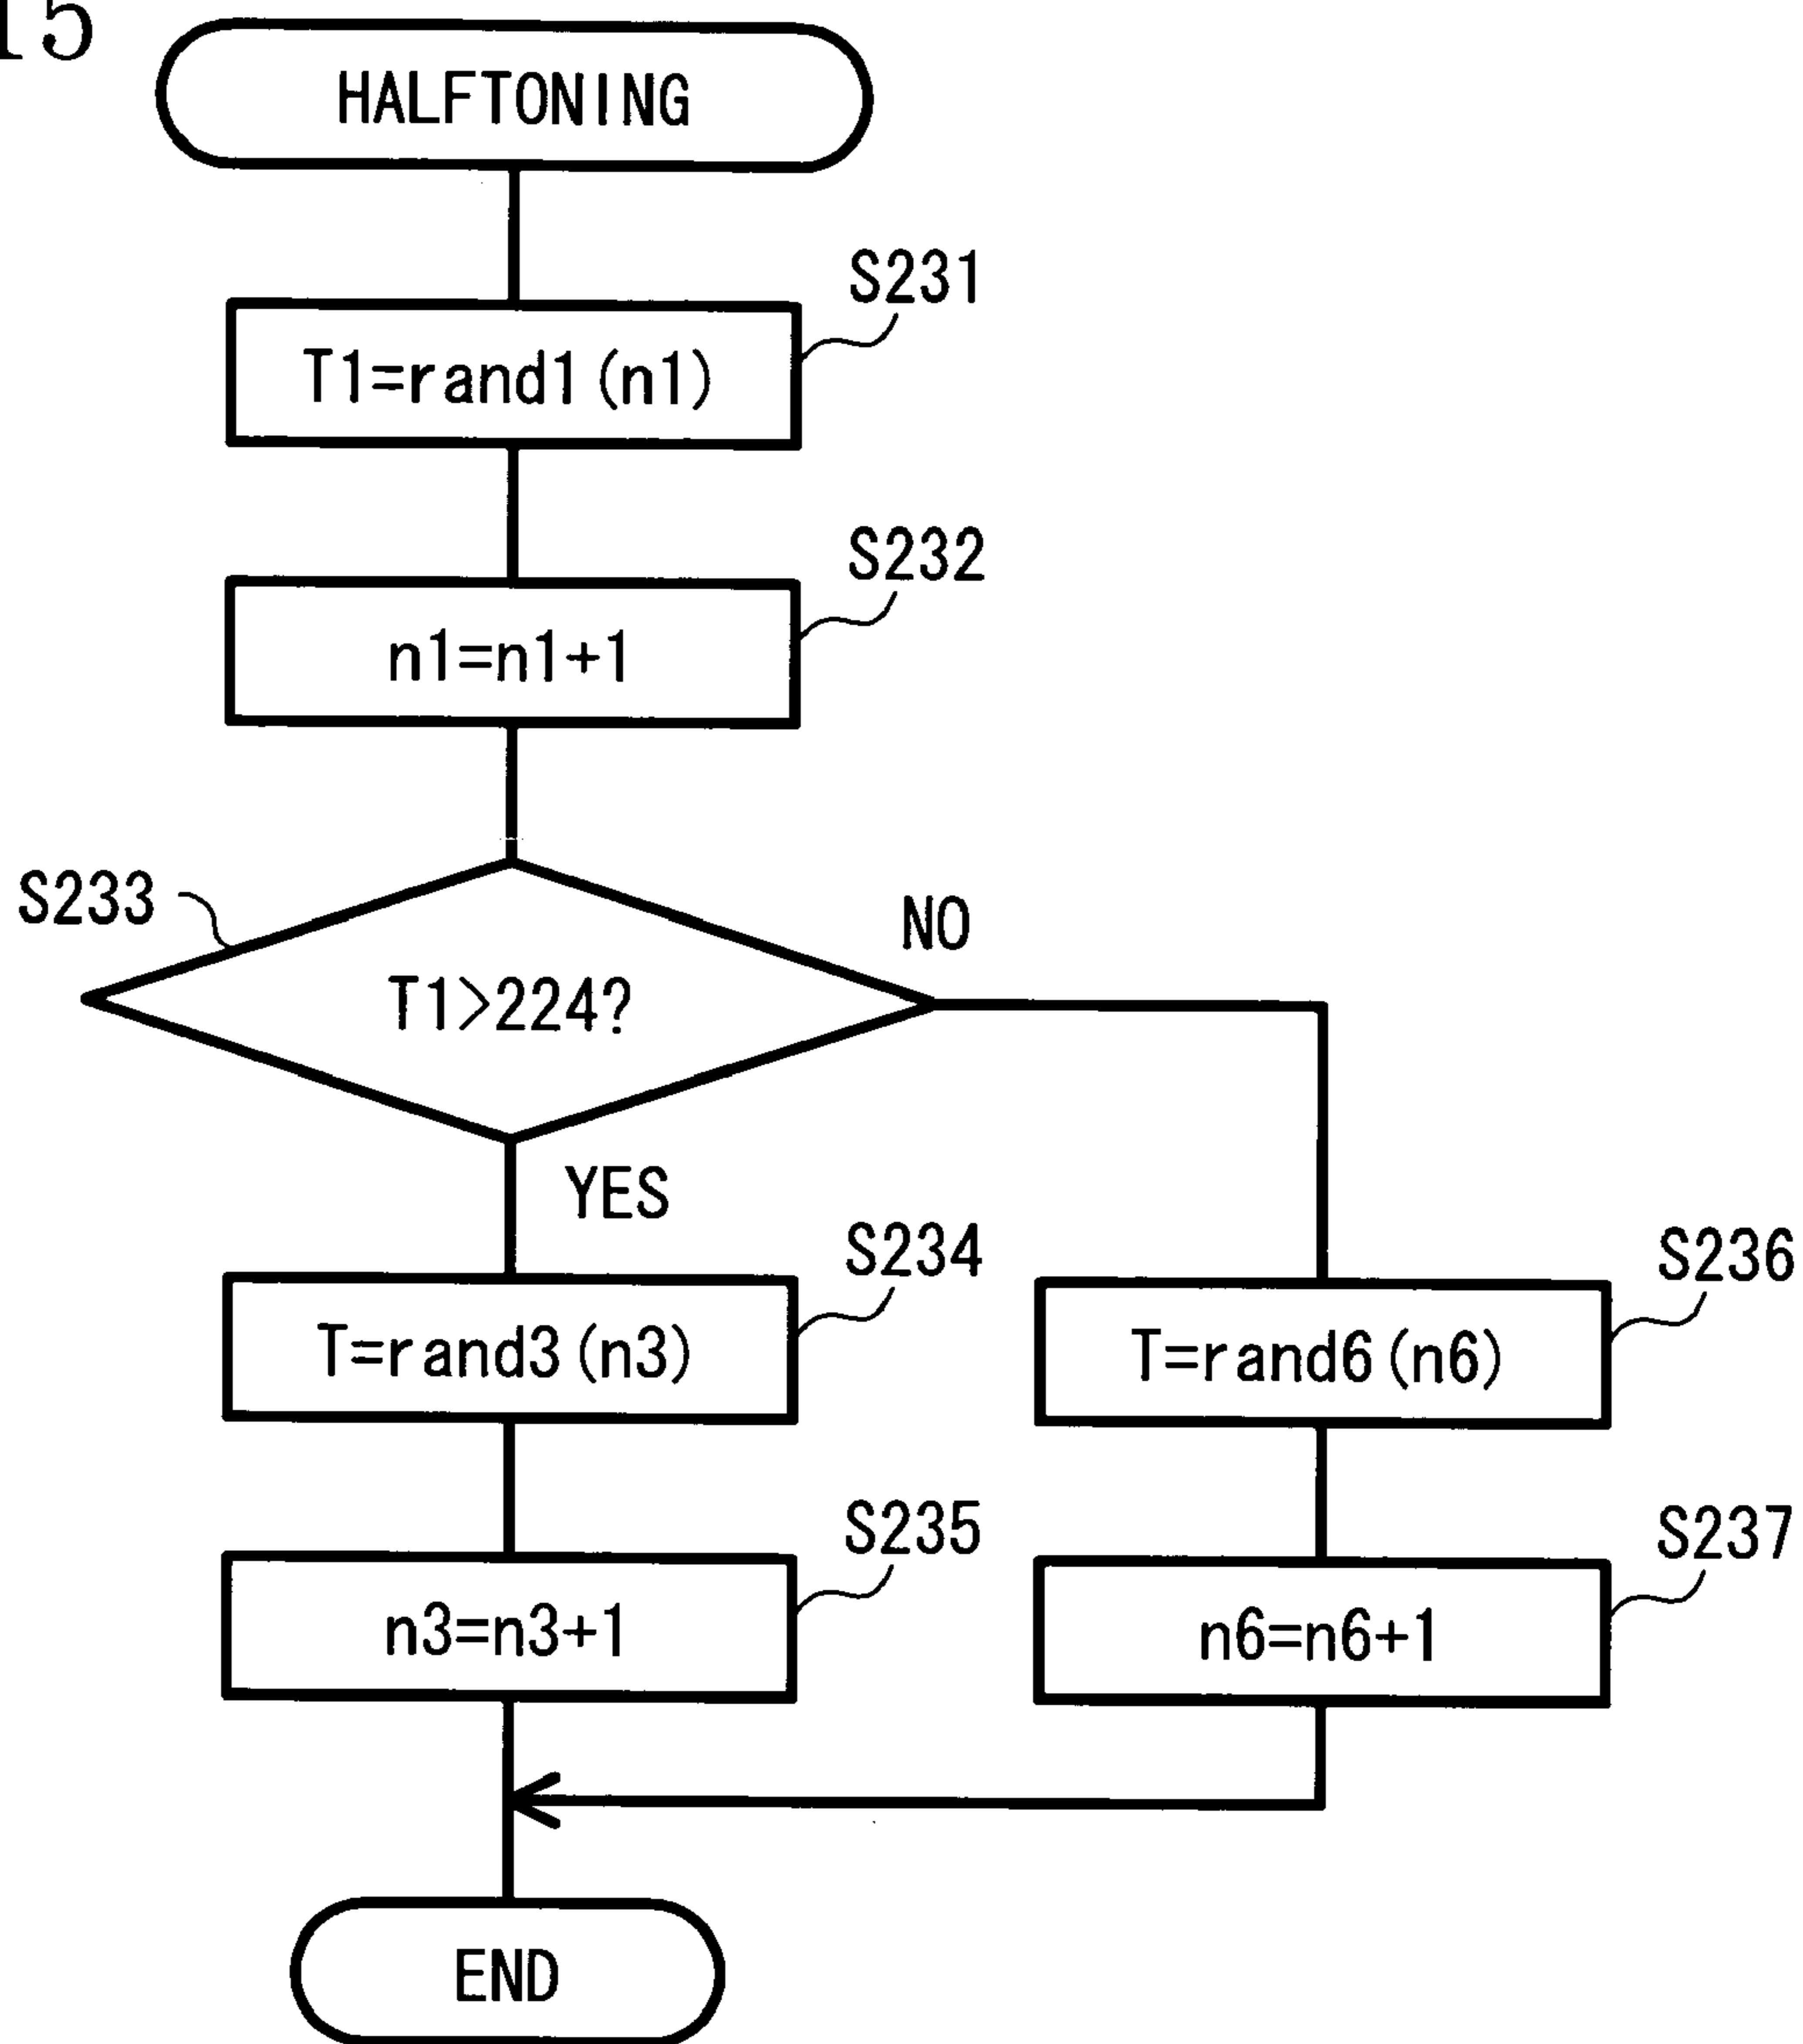 15
HALFTONING
S231
T1=rand1(n1)
S232
n1=n1+1
S233
NO
T1>224?
YES
S234
T=rand3(n3)
S236
T=rand6(n6)
S235
n3=n3+1
S237
n6=n6+1
END